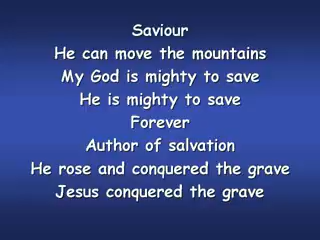 Saviour
He can move the mountains
My God is mighty to save
He is mighty to save
Forever
Author of salvation
He rose and conquered the grave
Jesus conquered the grave